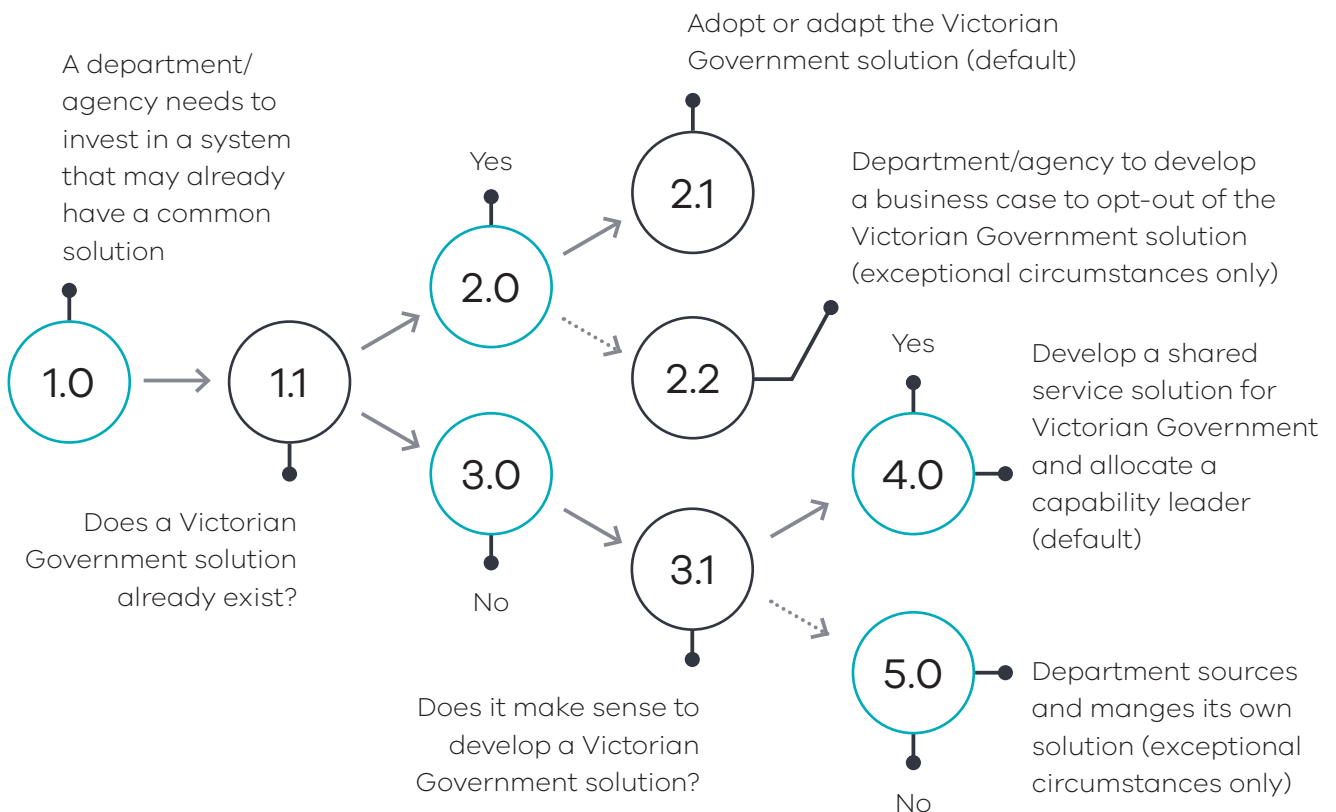 A department/
agency needs to
invest in a system
that may already
have a common
solution
1.0
1.1
Does a Victorian
Government solution
already exist?
Yes
2.0
Adopt or adapt the Victorian
Government solution (default)
2.1
Department/agency to develop
a business case to opt-out of the
Victorian Government solution
(exceptional circumstances only)
2.2
3.0
No
3.1
Does it make sense to
develop a Victorian
Government solution?
Yes
4.0
Develop a shared
service solution for
Victorian Government
and allocate a
capability leader
(default)
5.0
No
Department sources
and manges its own
solution (exceptional
circumstances only)